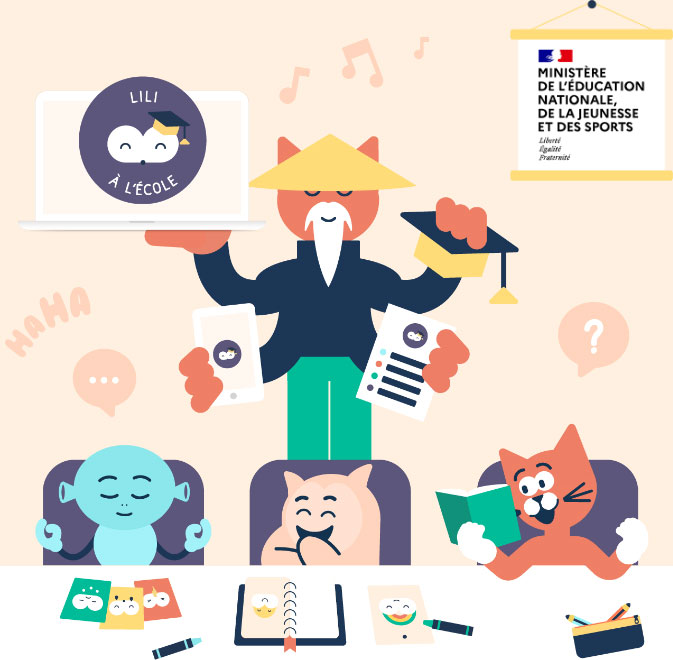 LILI
À L'ÉCOLE
MINISTÈRE
DE L'ÉDUCATION
NATIONALE,
DE LA JEUNESSE
ET DES SPORTS
Liberté
Égalité
Fraternité
HAHA
...
?